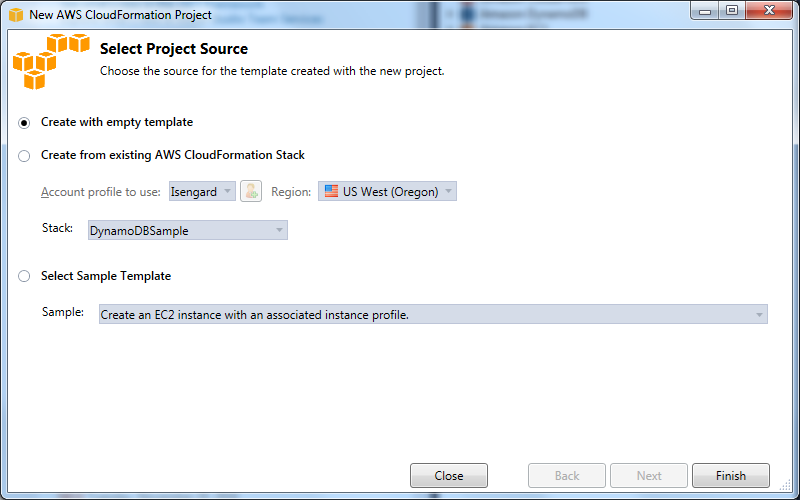 New AWS CloudFormation Project
Select Project Source
Choose the source for the template created with the new project.
Create with empty template
Create from existing AWS CloudFormation Stack
Account profile to use: Isengard Region: US West (Oregon)
Stack: DynamoDBSample
Select Sample Template
Sample: Create an EC2 instance with an associated instance profile.
Close Back Next Finish